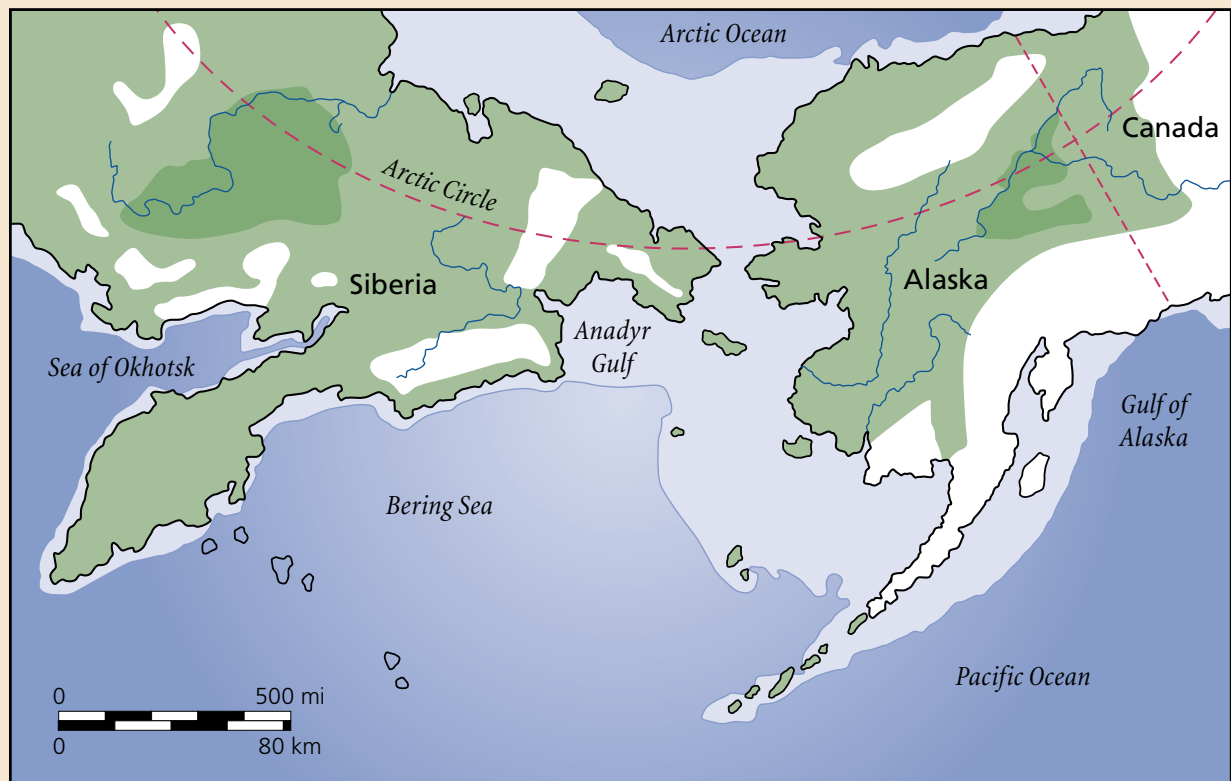 Arctic Ocean
Canada
Arctic Circle
Siberia
Alaska
Anadyr
Gulf
Sea of Okhotsk
Gulf of
Alaska
Bering Sea
Pacific Ocean
0 500 mi
0 80 km